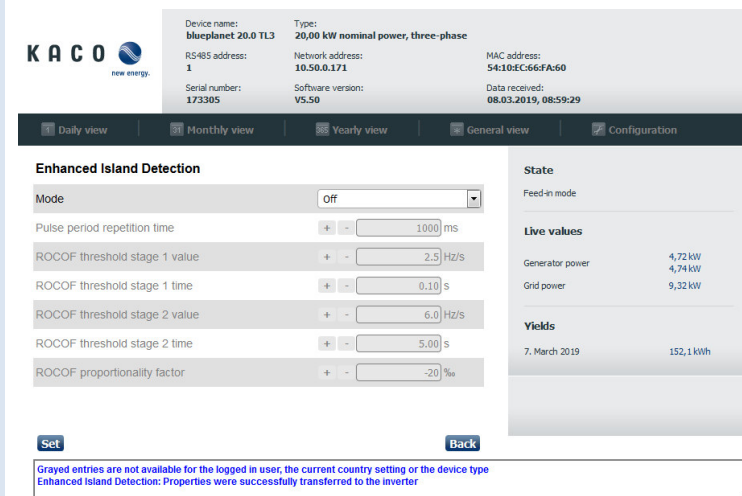 KACO
new energy.
Device name:
blueplanet 20.0 TL3
Type:
20,00 kW nominal power, three-phase
RS485 address:
1
Network address:
10.50.0.171
MAC address:
54:10:EC:66:FA:60
Serial number:
173305
Software version:
V5.50
Data received:
08.03.2019, 08:59:29
1 Daily view
31 Monthly view
365 Yearly view
General view
Configuration
Enhanced Island Detection
Mode Off
Pulse period repetition time + - 1000 ms
ROCOF threshold stage 1 value + - 2.5 Hz/s
ROCOF threshold stage 1 time + - 0.10 s
ROCOF threshold stage 2 value + - 6.0 Hz/s
ROCOF threshold stage 2 time + - 5.00 s
ROCOF proportionality factor + - -20 ‰
Set
Back
State
Feed-in mode
Live values
Generator power 4,72 kW
4,74 kW
Grid power 9,32 kW
Yields
7. March 2019 152,1 kWh
Grayed entries are not available for the logged in user, the current country setting or the device type
Enhanced Island Detection: Properties were successfully transferred to the inverter